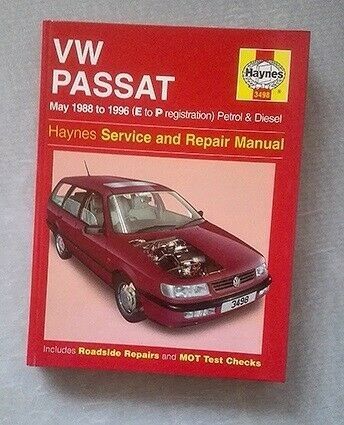 VW
PASSAT
May 1988 to 1996 (E to P registration) Petrol & Diesel
Haynes
3498
Haynes Service and Repair Manual
3498
Includes Roadside Repairs and MOT Test Checks